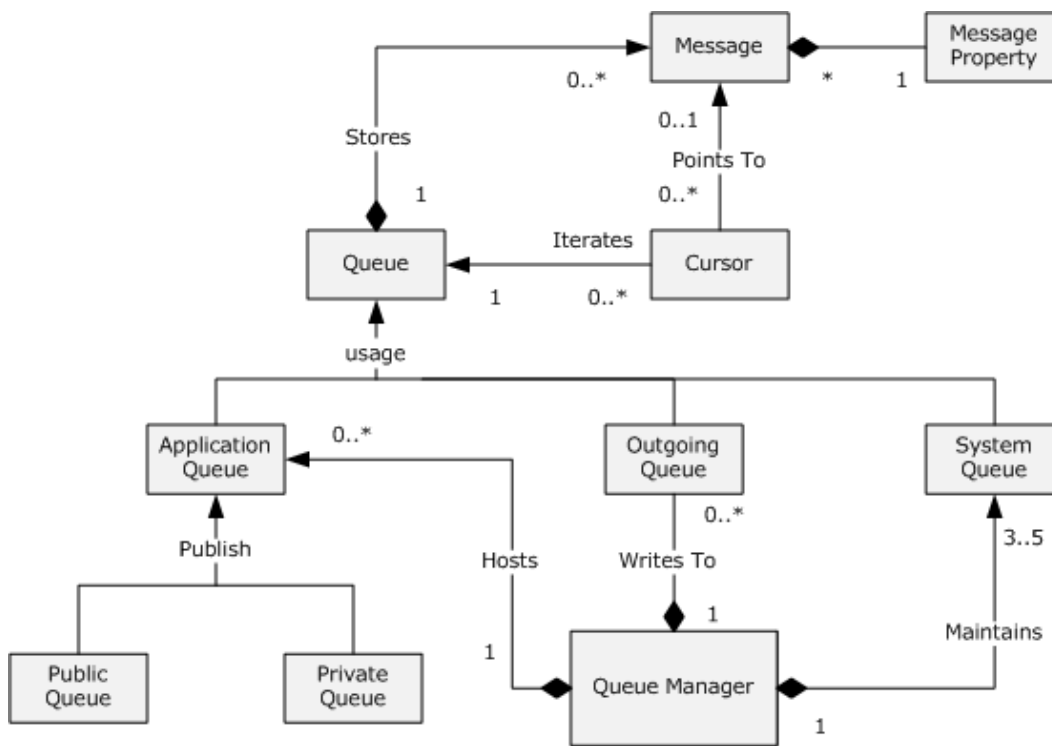 Message
Message
Property
0..*
*
1
0..1
Stores
Points To
1
0..*
Queue
Iterates
Cursor
1
0..*
usage
Application
Queue
0..*
Outgoing
Queue
System
Queue
0..*
3..5
Publish
Hosts
Writes To
1
Maintains
1
Public
Queue
Private
Queue
Queue Manager
1